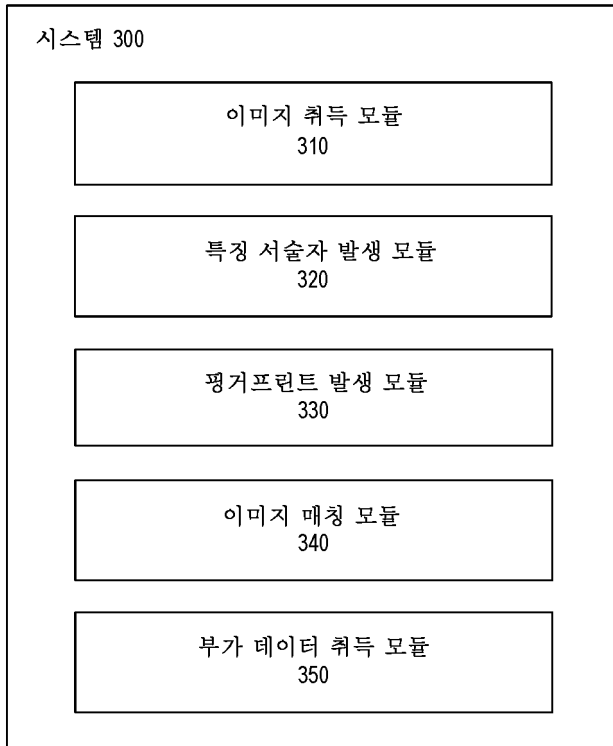 시스템 300
이미지 취득 모듈
310
특징 서술자 발생 모듈
320
핑거프린트 발생 모듈
330
이미지 매칭 모듈
340
부가 데이터 취득 모듈
350